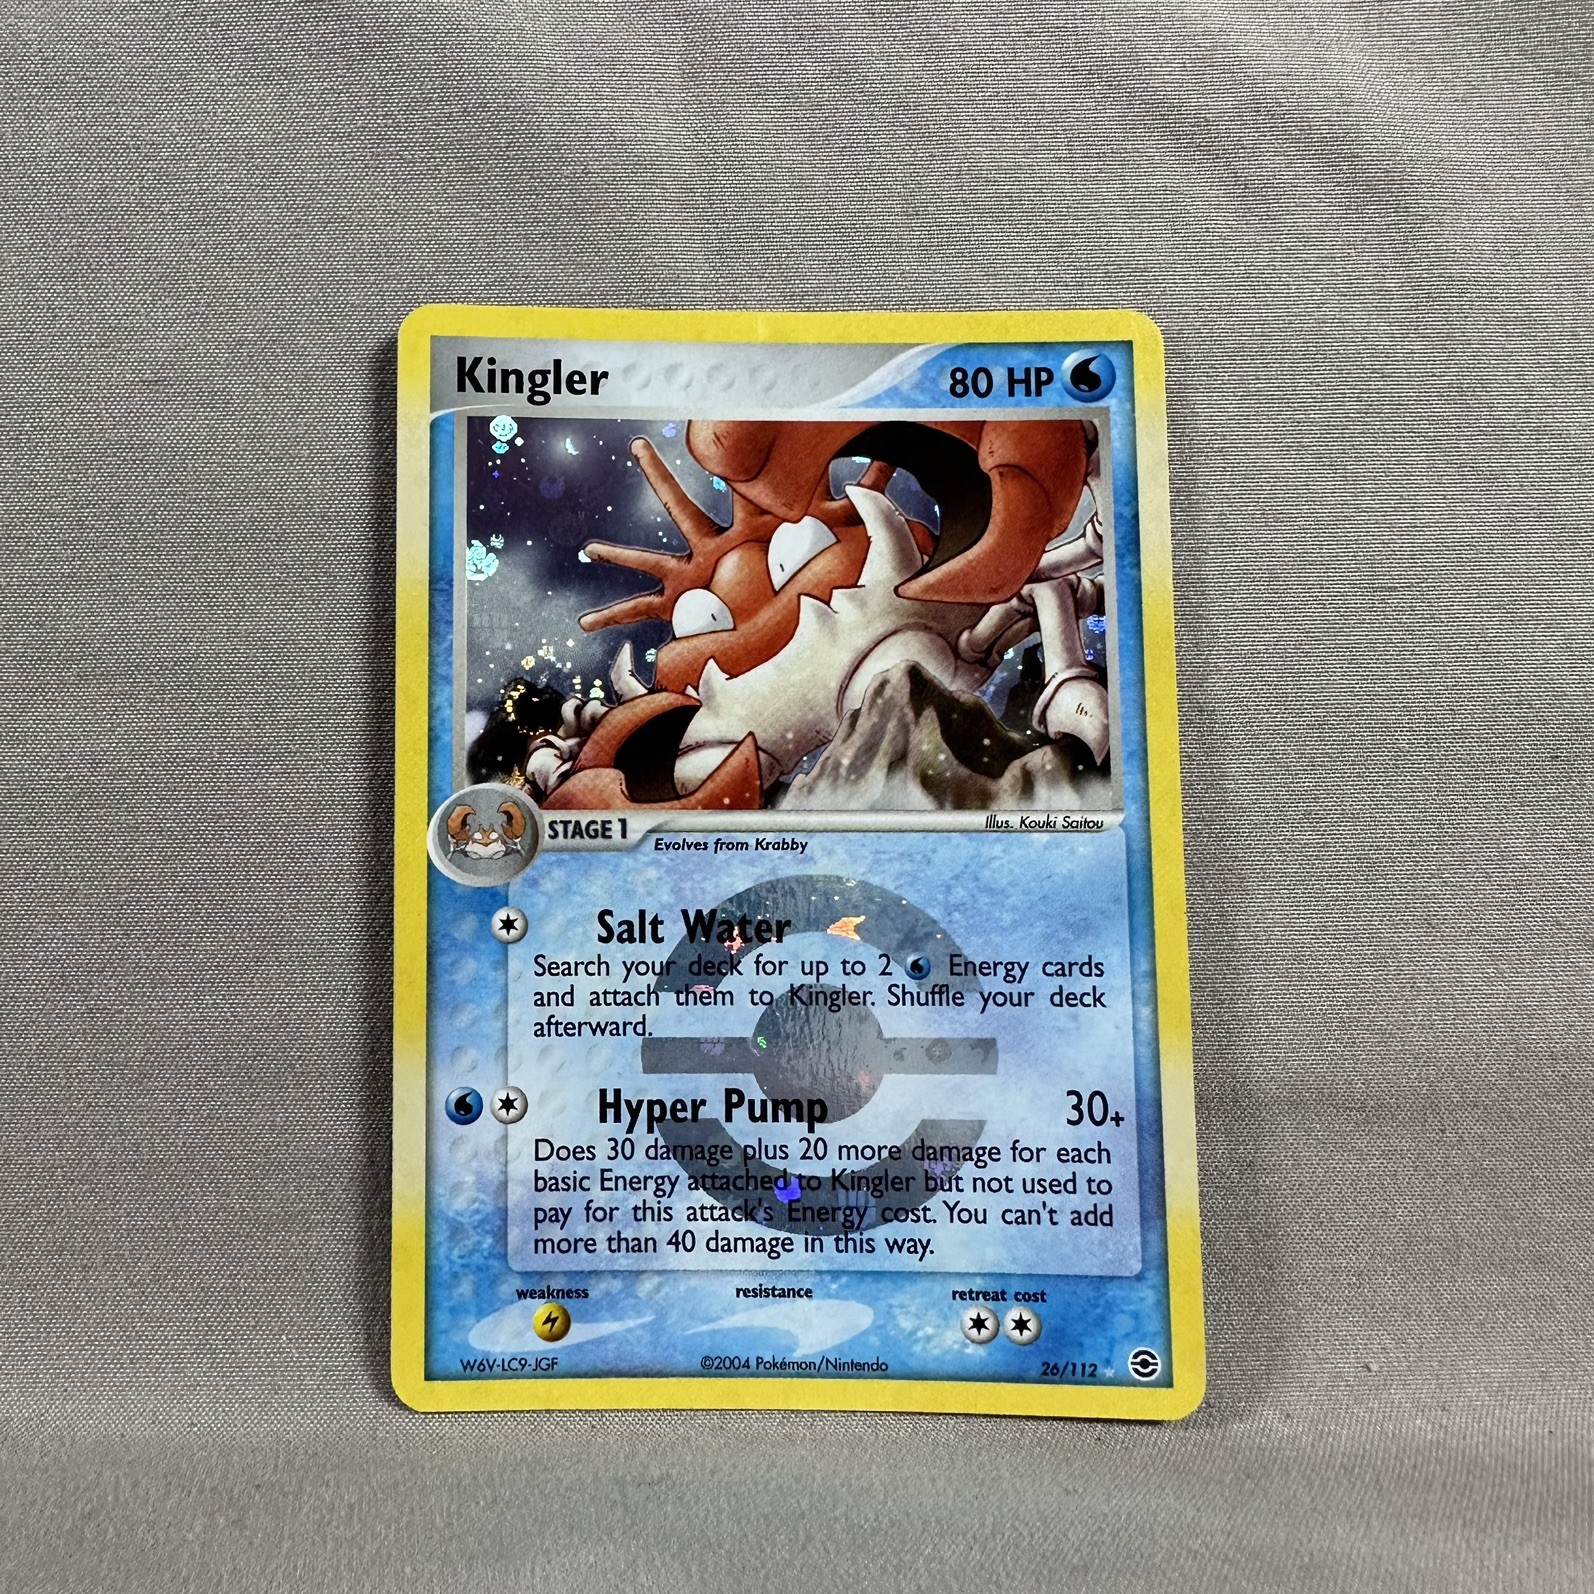 Kingler
80 HP
Illus. Kouki Saitou
STAGE 1
Evolves from Krabby
Salt Water
Search your deck for up to 2 Energy cards
and attach them to Kingler. Shuffle your deck
afterward.
Hyper Pump 30+
Does 30 damage plus 20 more damage for each
basic Energy attached to Kingler but not used to
pay for this attack's Energy cost. You can't add
more than 40 damage in this way.
weakness resistance retreat cost
W6V-LC9-JGF ©2004 Pokémon/Nintendo 26/112